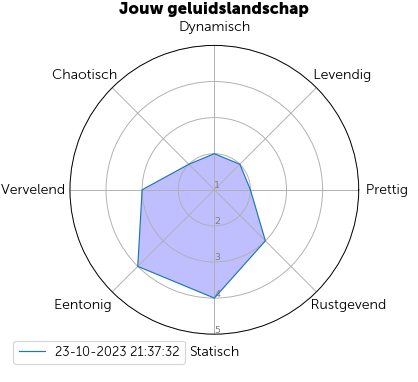 Jouw geluidslandschap
Dynamisch
Chaotisch
Levendig
Vervelend
Prettig
1
2
3
4
5
Eentonig
Rustgevend
Statisch
23-10-2023 21:37:32